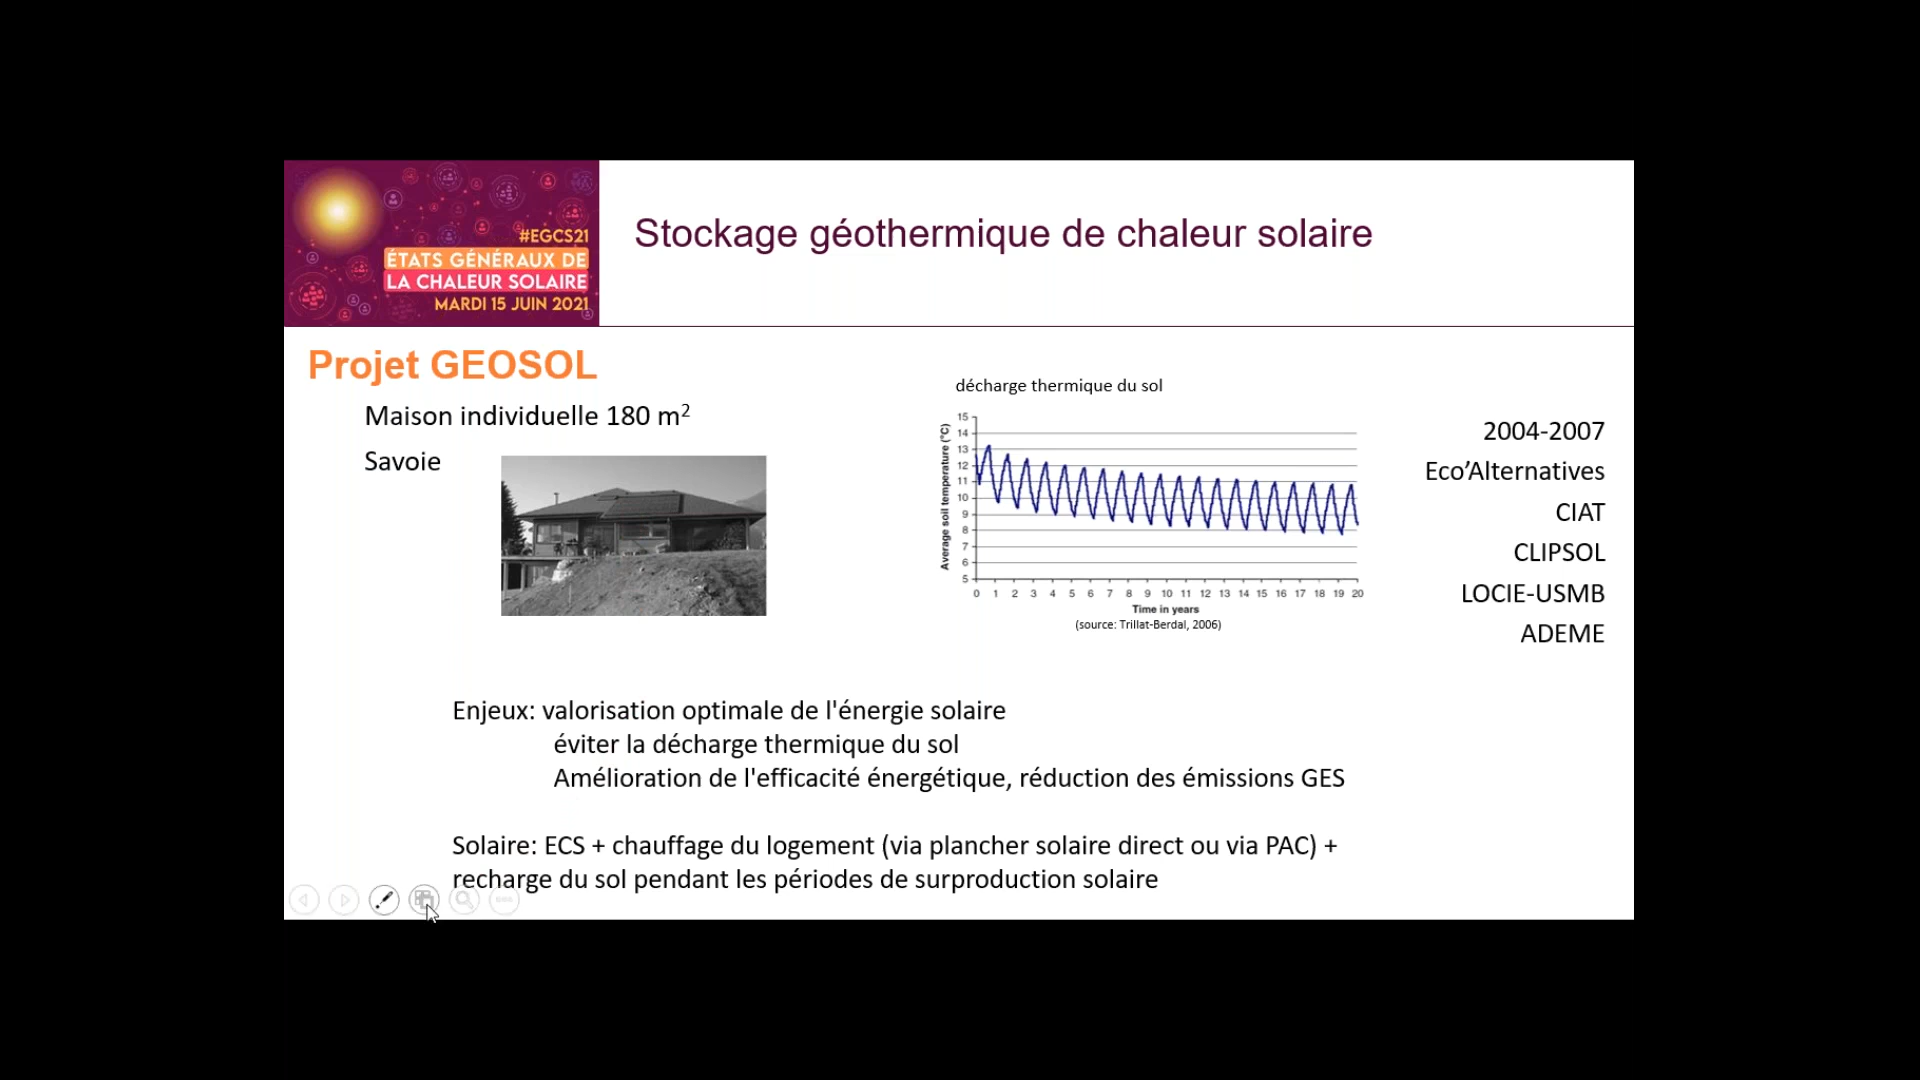 #EGCS21
ÉTATS GÉNÉRAUX DE
LA CHALEUR SOLAIRE
MARDI 15 JUIN 2021
Stockage géothermique de chaleur solaire
Projet GEOSOL
Maison individuelle 180 m²
Savoie
décharge thermique du sol
Average soil temperature (°C)
15
14
13
12
11
10
9
8
7
6
5
0 1 2 3 4 5 6 7 8 9 10 11 12 13 14 15 16 17 18 19 20
Time in years
(source: Trillat-Berdal, 2006)
2004-2007
Eco’Alternatives
CIAT
CLIPSOL
LOCIE-USMB
ADEME
Enjeux: valorisation optimale de l'énergie solaire
éviter la décharge thermique du sol
Amélioration de l'efficacité énergétique, réduction des émissions GES
Solaire: ECS + chauffage du logement (via plancher solaire direct ou via PAC) +
recharge du sol pendant les périodes de surproduction solaire